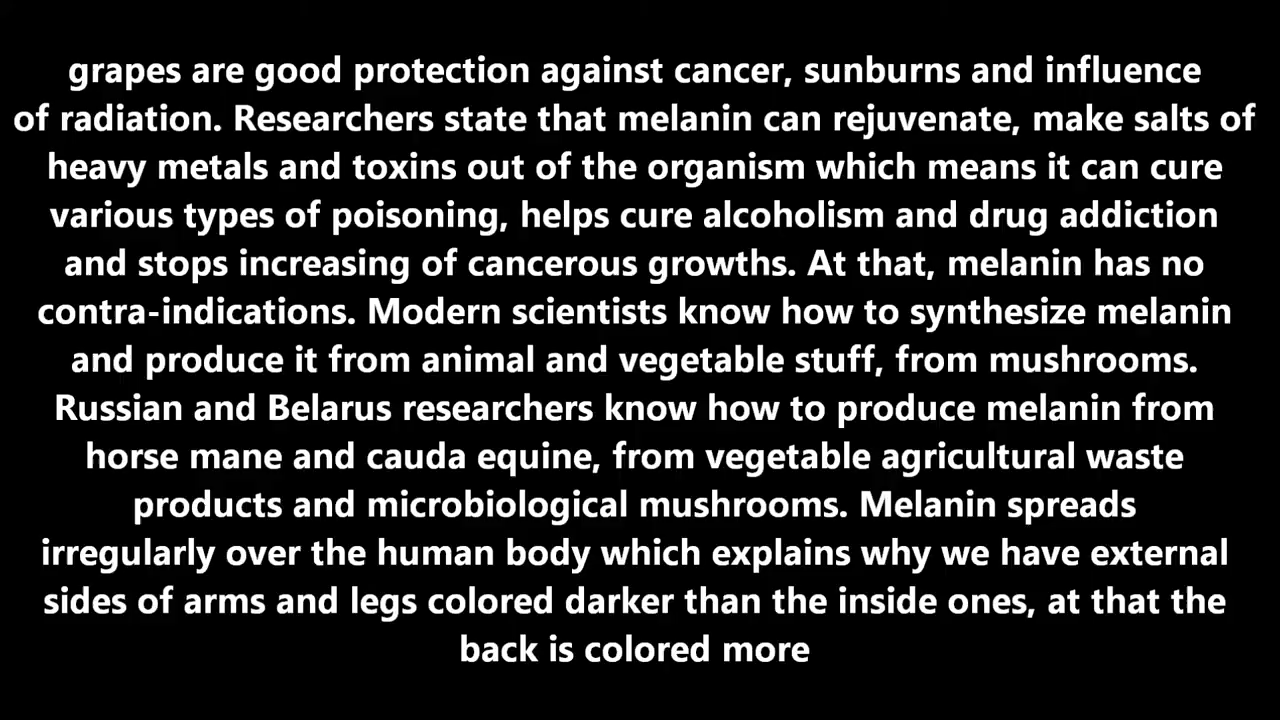 grapes are good protection against cancer, sunburns and influence
of radiation. Researchers state that melanin can rejuvenate, make salts of
heavy metals and toxins out of the organism which means it can cure
various types of poisoning, helps cure alcoholism and drug addiction
and stops increasing of cancerous growths. At that, melanin has no
contra-indications. Modern scientists know how to synthesize melanin
and produce it from animal and vegetable stuff, from mushrooms.
Russian and Belarus researchers know how to produce melanin from
horse mane and cauda equine, from vegetable agricultural waste
products and microbiological mushrooms. Melanin spreads
irregularly over the human body which explains why we have external
sides of arms and legs colored darker than the inside ones, at that the
back is colored more